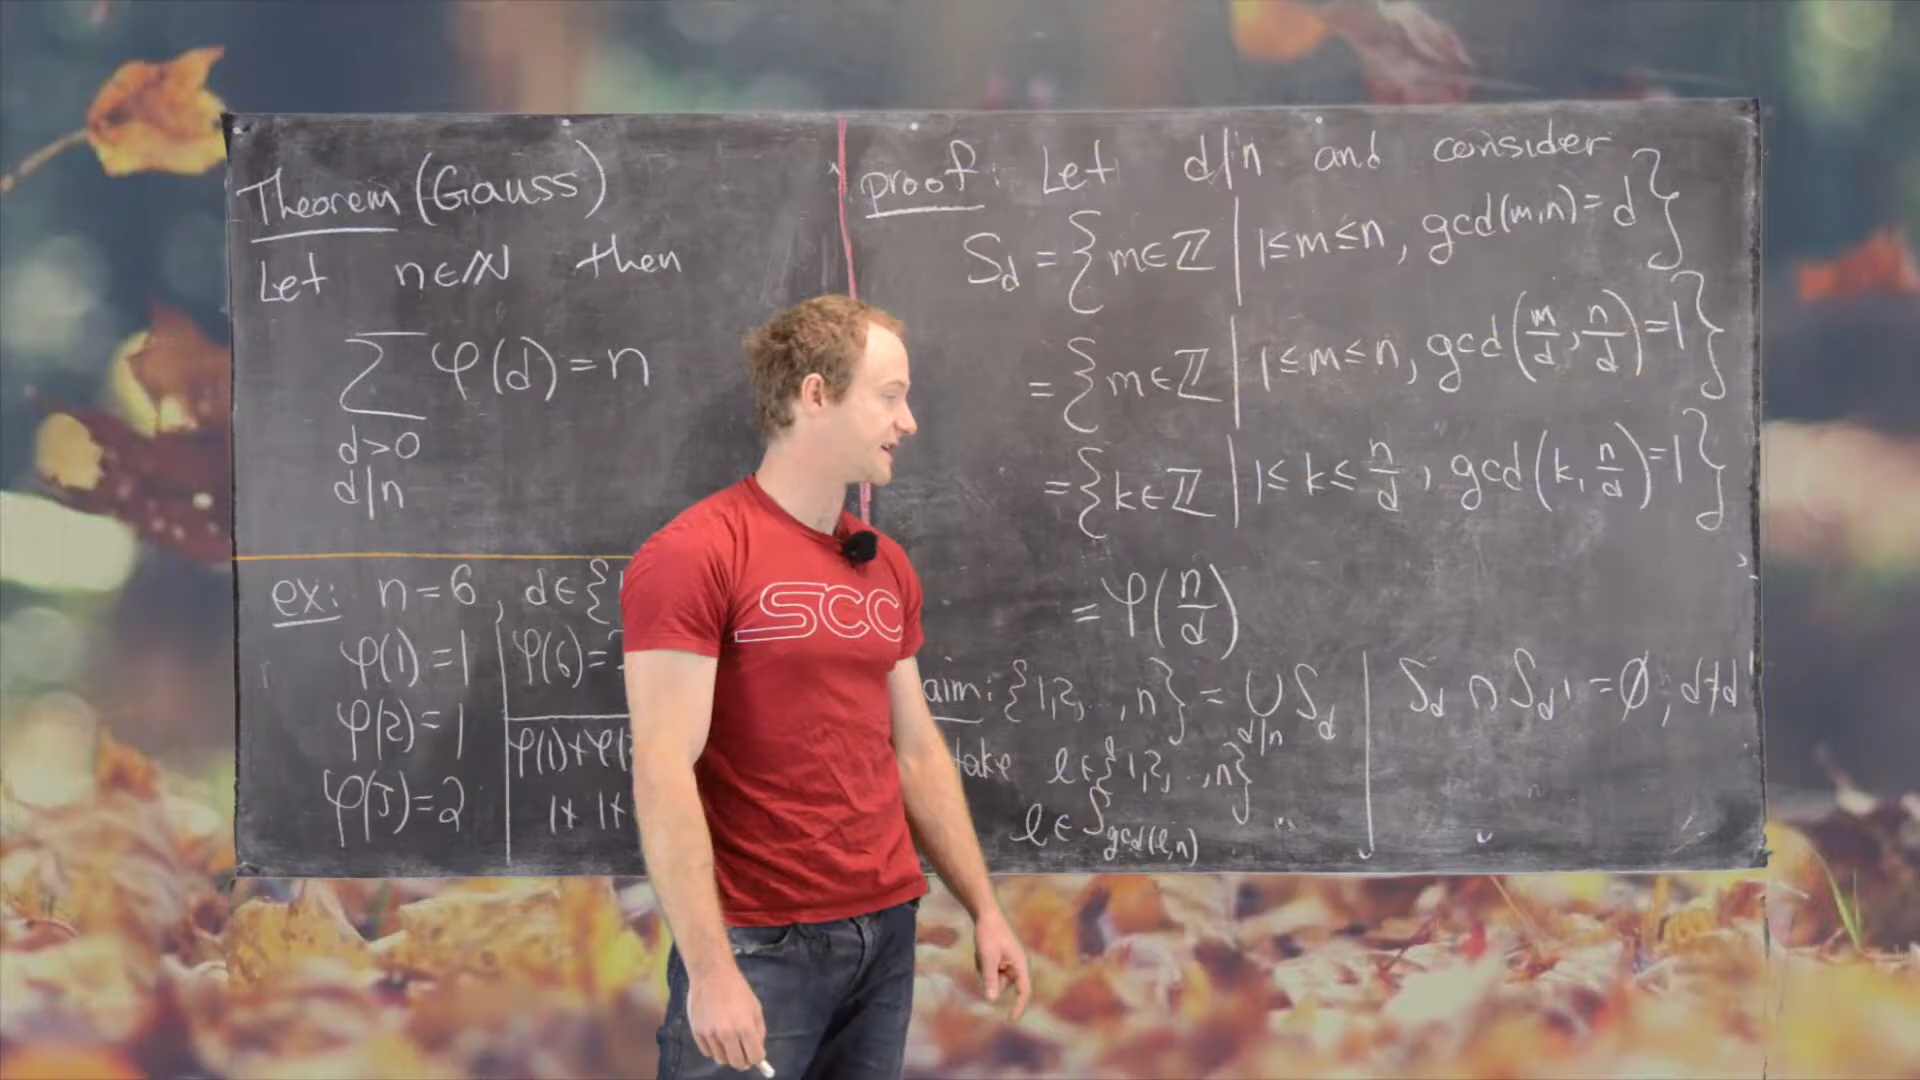 Theorem (Gauss)
Let n∈ℕ then
∑ φ(d) = n
d>0
d|n
ex: n=6, d∈{
φ(1)=1
φ(2)=1
φ(3)=2
φ(6)=2
φ(1)+φ(
1+1+
proof: Let d|n and consider
S_d = {m∈ℤ | 1≤m≤n, gcd(m,n)=d}
= {m∈ℤ | 1≤m≤n, gcd(m/d, n/d)=1}
= {k∈ℤ | 1≤k≤n/d, gcd(k, n/d)=1}
= φ(n/d)
aim: {1,2,...,n} = ∪ S_d
d|n
take ℓ∈{1,2,...,n}
ℓ∈S_gcd(ℓ,n)
S_d ∩ S_d' = ∅, d≠d'
SCC